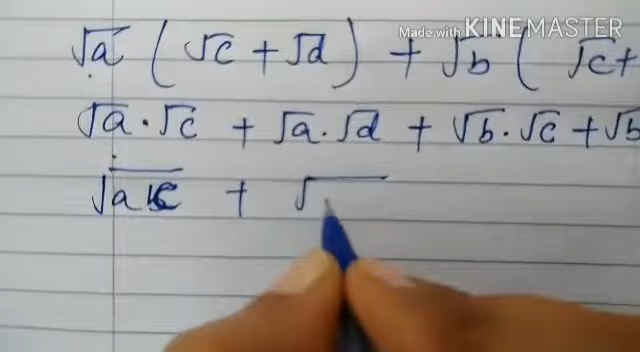 Made with KINEMASTER
√a ( √c + √d ) + √b ( √c +
√a · √c + √a · √d + √b · √c + √b
√ac + √